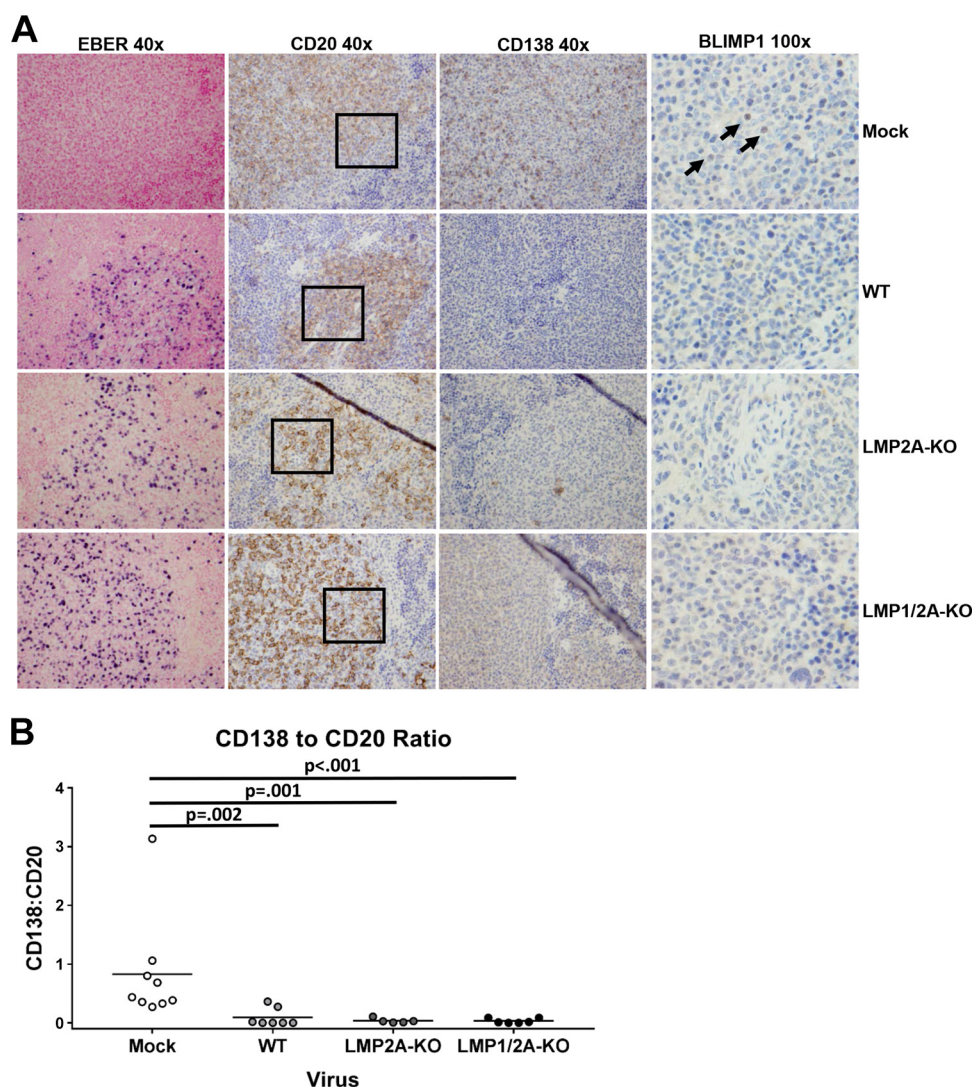 A
EBER 40x CD20 40x CD138 40x BLIMP1 100x
Mock
WT
LMP2A-KO
LMP1/2A-KO
B
CD138 to CD20 Ratio
p<.001
p=.001
p=.002
4
3
2
1
0
CD138:CD20
Mock WT LMP2A-KO LMP1/2A-KO
Virus